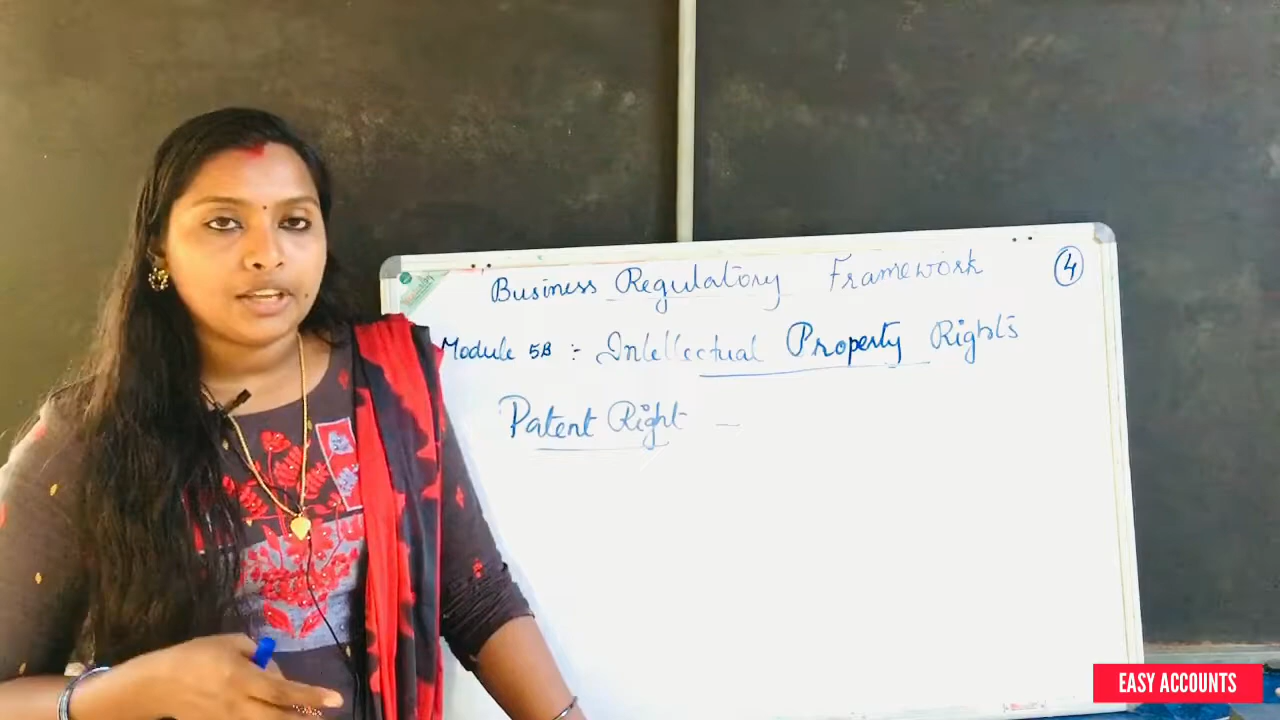 Business Regulatory Framework 4
Module 5B :- Intellectual Property Rights
Patent Right —
EASY ACCOUNTS